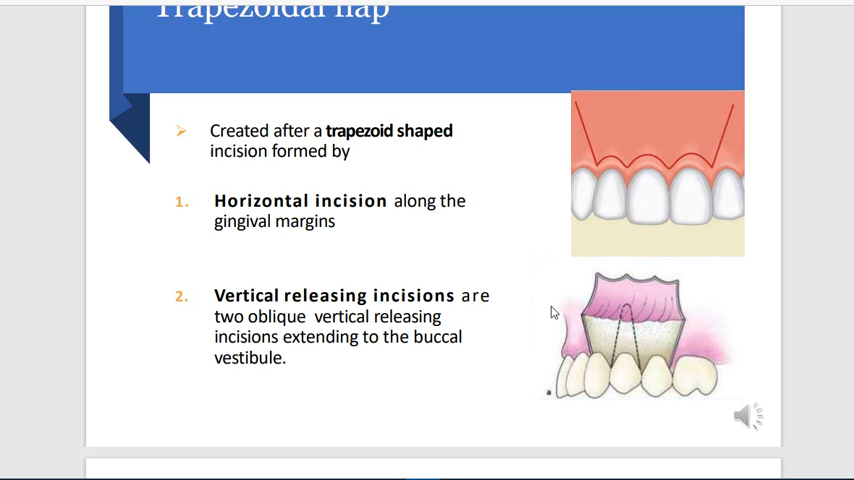 Trapezoidal flap
➢ Created after a trapezoid shaped
incision formed by
1. Horizontal incision along the
gingival margins
2. Vertical releasing incisions are
two oblique vertical releasing
incisions extending to the buccal
vestibule.